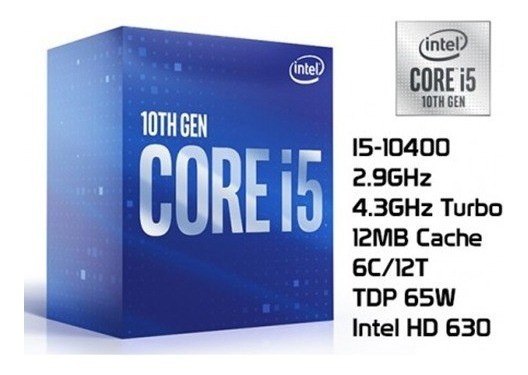 intel
10TH GEN
CORE i5
intel
CORE i5
10TH GEN
I5-10400
2.9GHz
4.3GHz Turbo
12MB Cache
6C/12T
TDP 65W
Intel HD 630